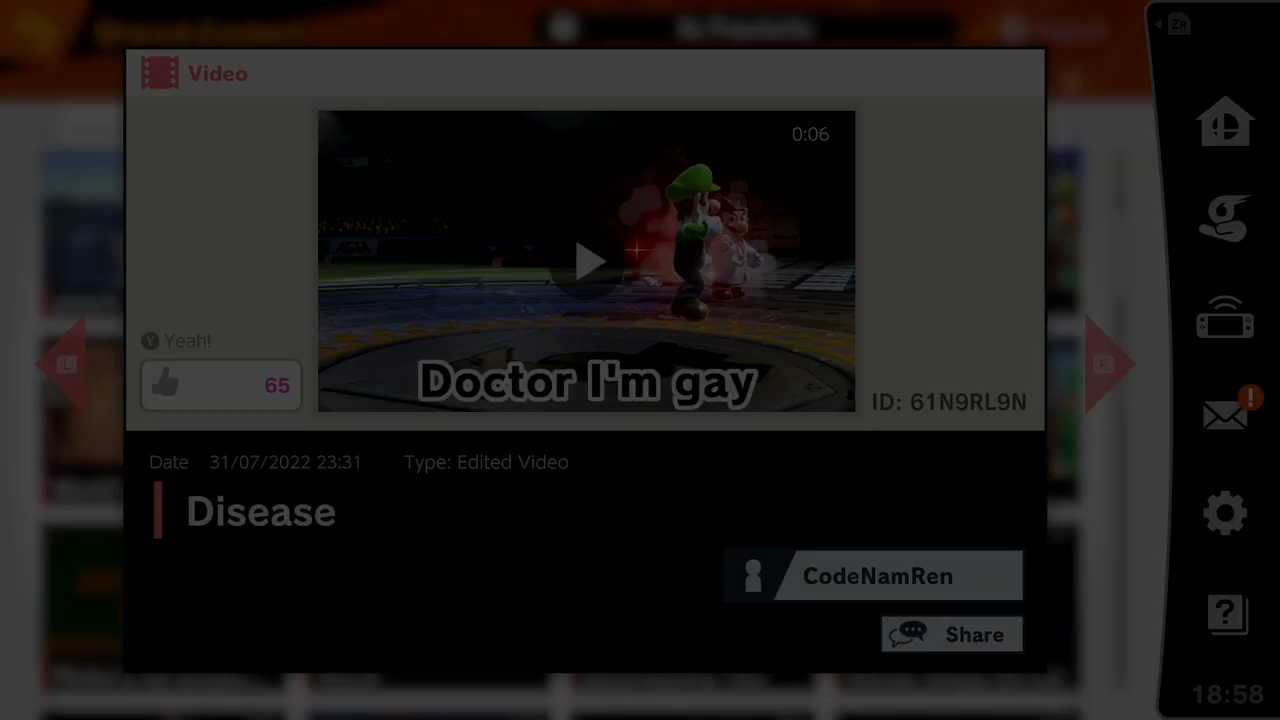 ZR
Video
0:06
Y Yeah!
65
L
R
Doctor I'm gay
ID: 61N9RL9N
Date 31/07/2022 23:31 Type: Edited Video
Disease
CodeNamRen
Share
18:58